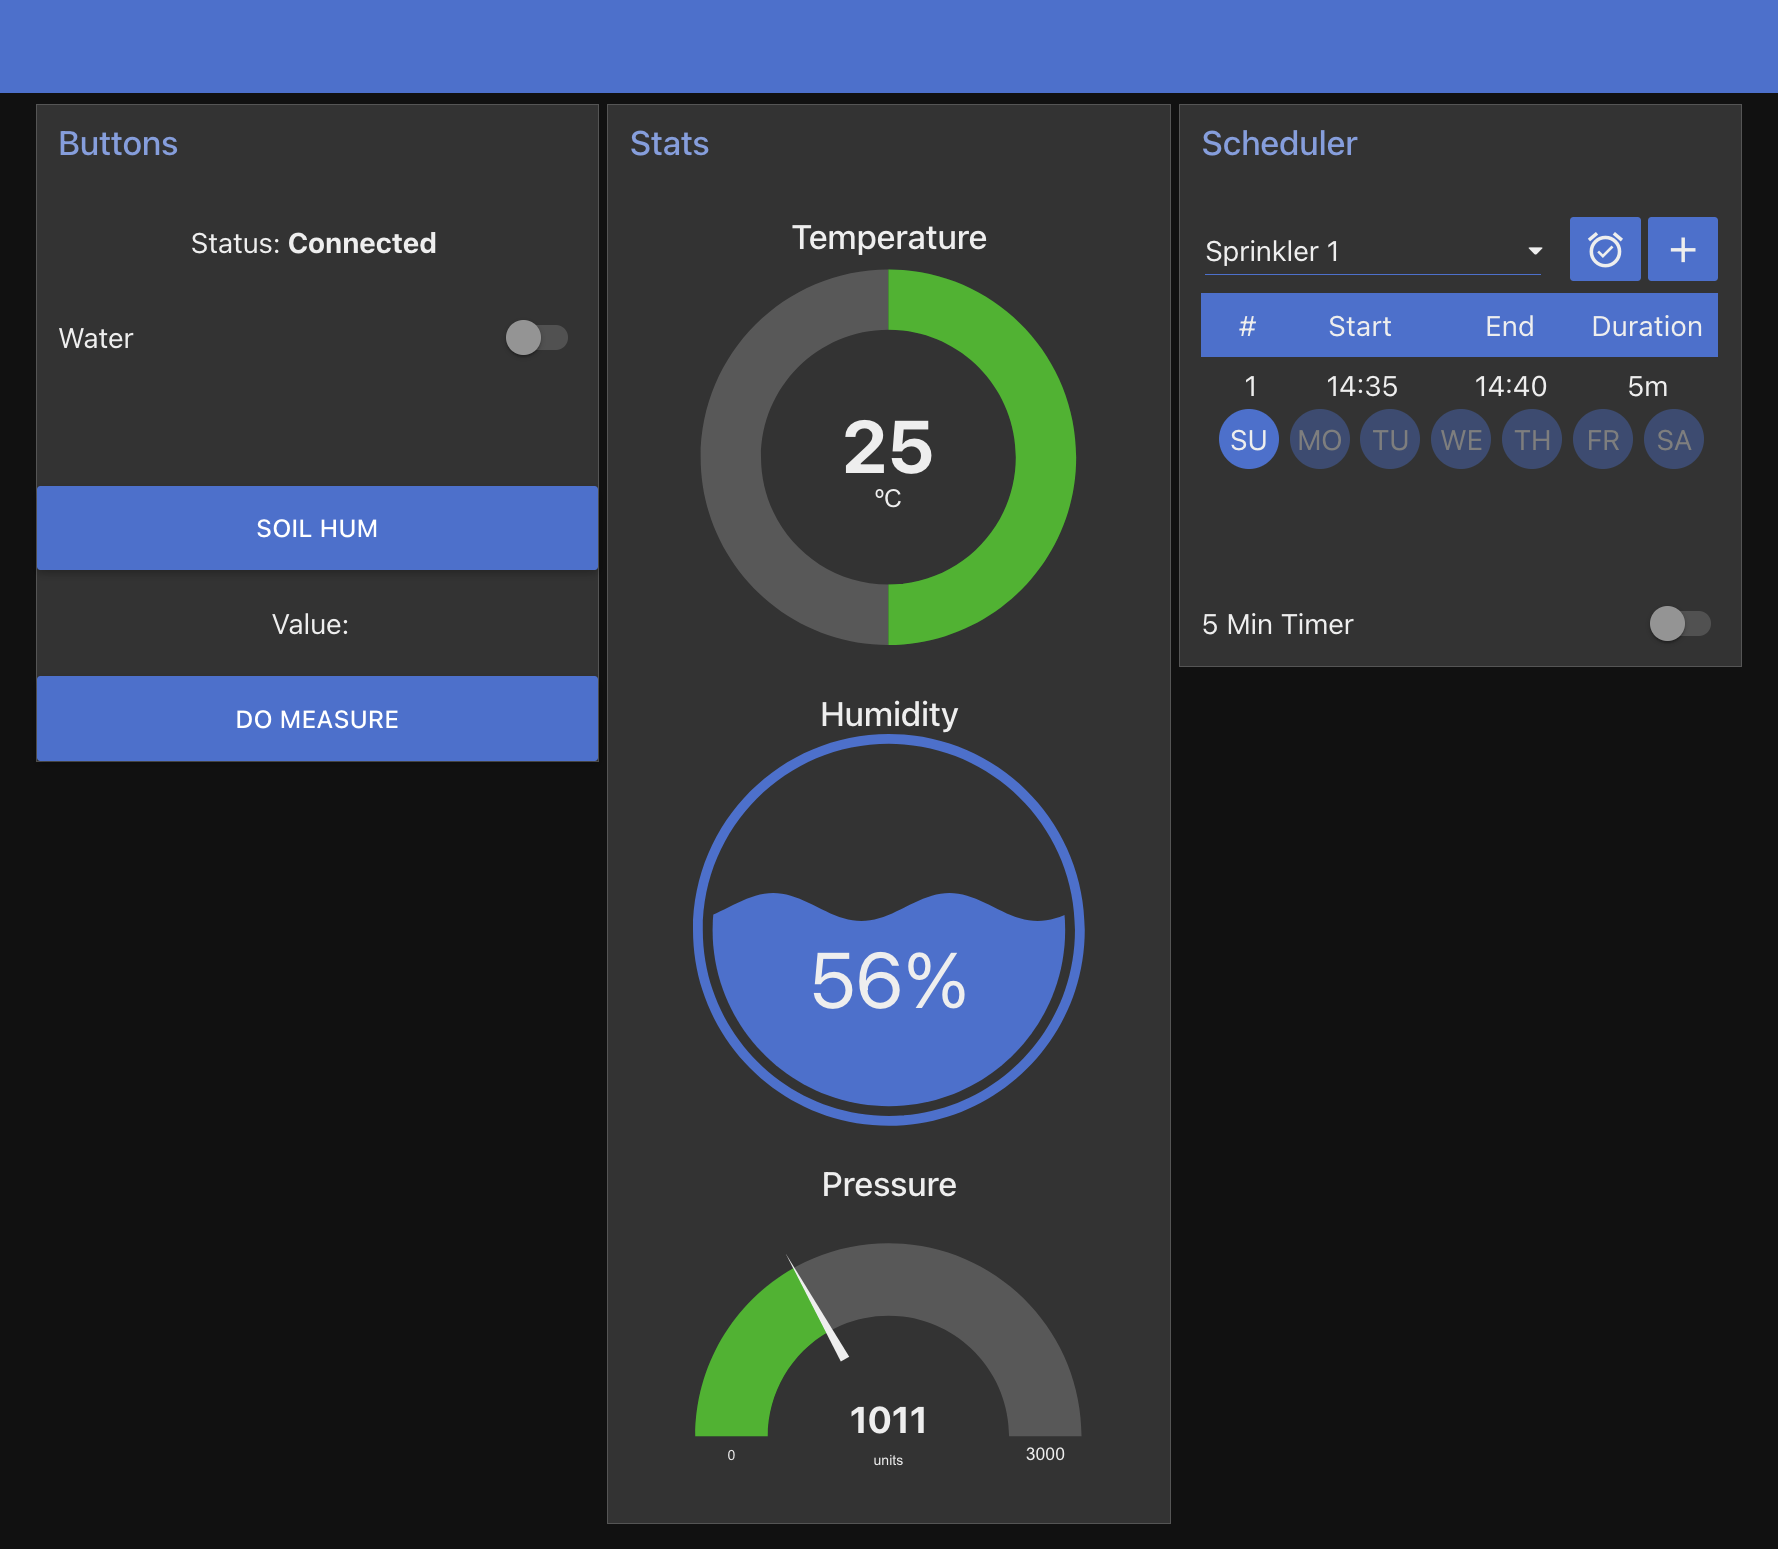 Buttons
Status: Connected
Water
SOIL HUM
Value:
DO MEASURE
Stats
Temperature
25
ºC
Humidity
56%
Pressure
1011
0
units
3000
Scheduler
Sprinkler 1
# Start End Duration
1 14:35 14:40 5m
SU MO TU WE TH FR SA
5 Min Timer